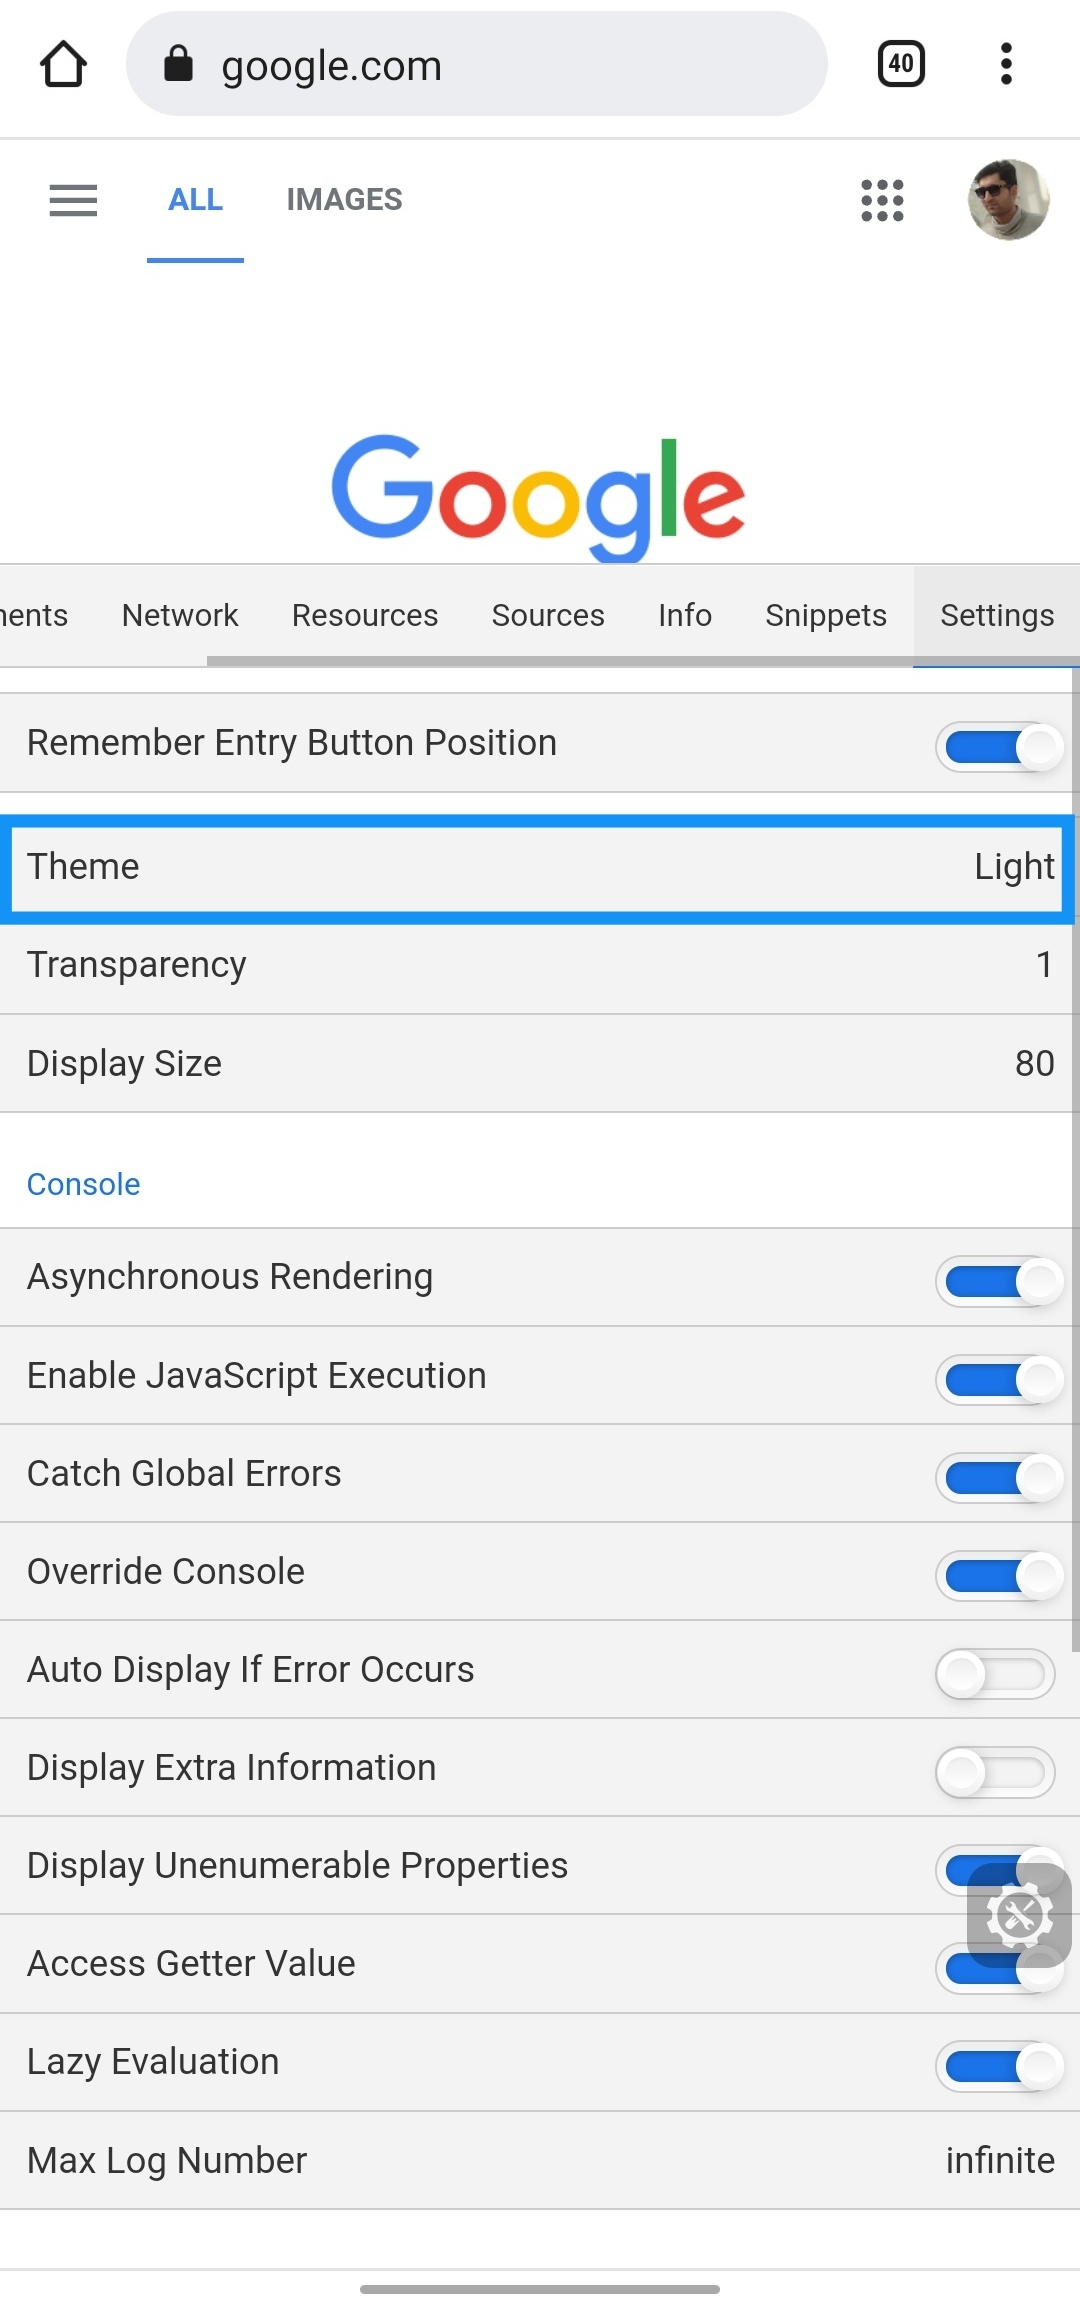 google.com
40
ALL IMAGES
Google
nents Network Resources Sources Info Snippets Settings
Remember Entry Button Position
Theme Light
Transparency 1
Display Size 80
Console
Asynchronous Rendering
Enable JavaScript Execution
Catch Global Errors
Override Console
Auto Display If Error Occurs
Display Extra Information
Display Unenumerable Properties
Access Getter Value
Lazy Evaluation
Max Log Number infinite